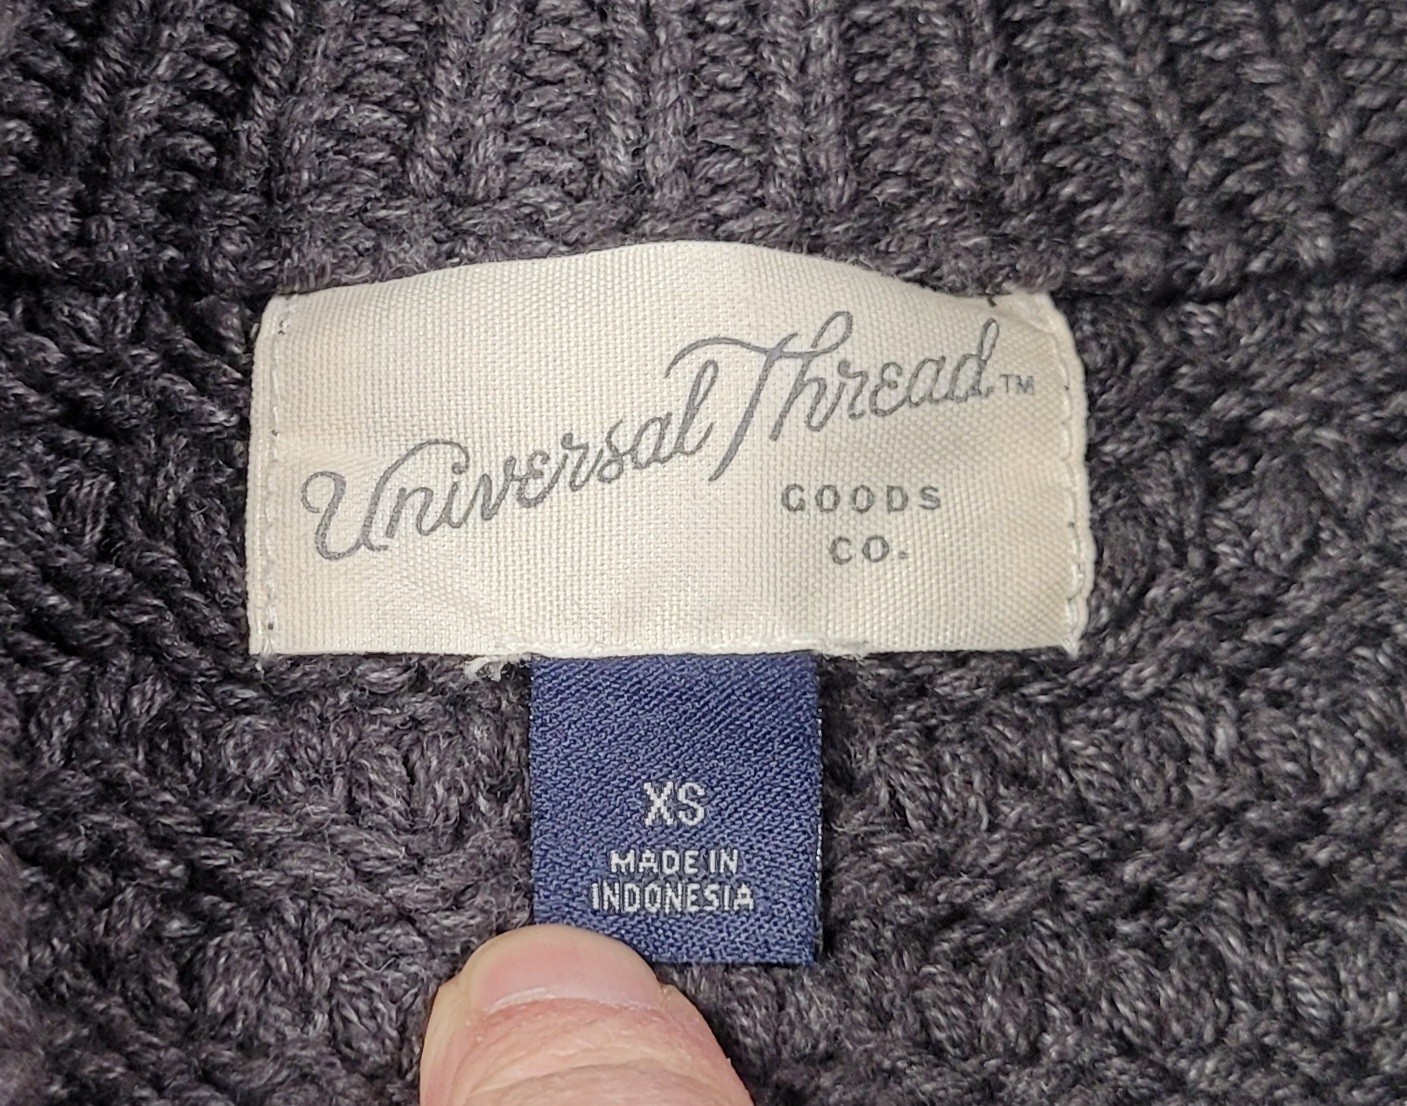 Universal Thread™
GOODS
CO.
XS
MADE IN
INDONESIA